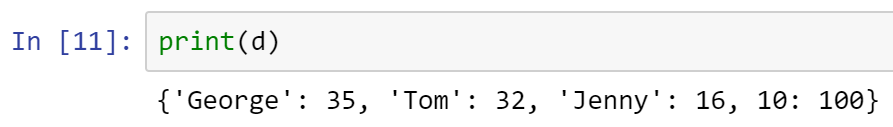 In [11]: print(d)
{'George': 35, 'Tom': 32, 'Jenny': 16, 10: 100}